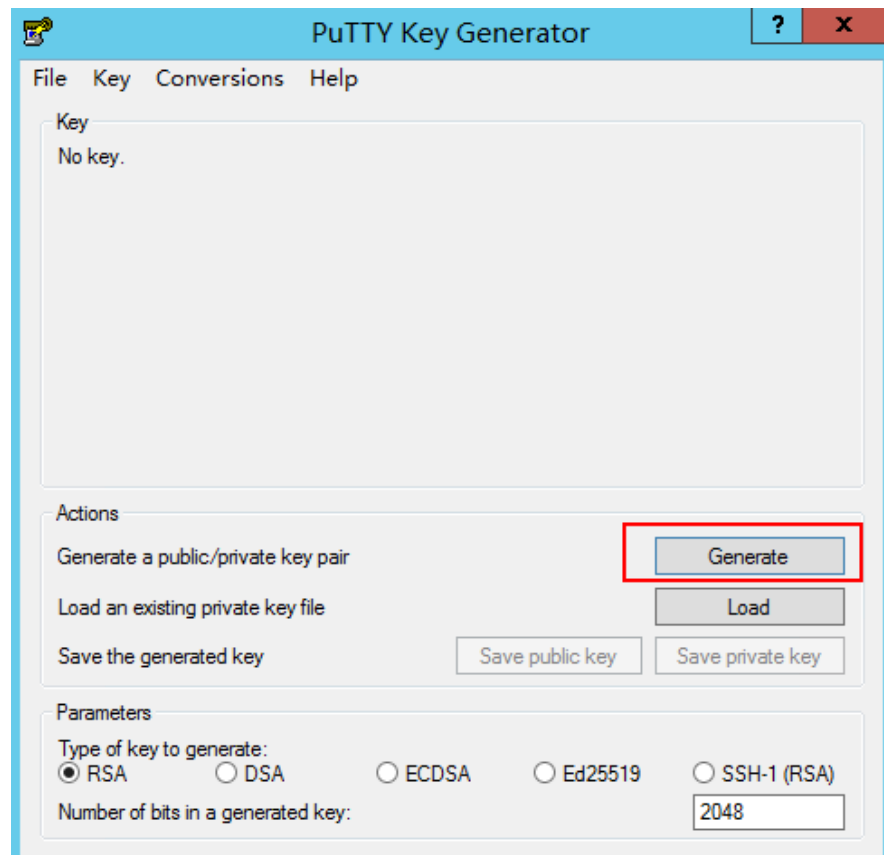 PuTTY Key Generator
? X
File Key Conversions Help
Key
No key.
Actions
Generate a public/private key pair Generate
Load an existing private key file Load
Save the generated key Save public key Save private key
Parameters
Type of key to generate:
RSA DSA ECDSA Ed25519 SSH-1 (RSA)
Number of bits in a generated key: 2048